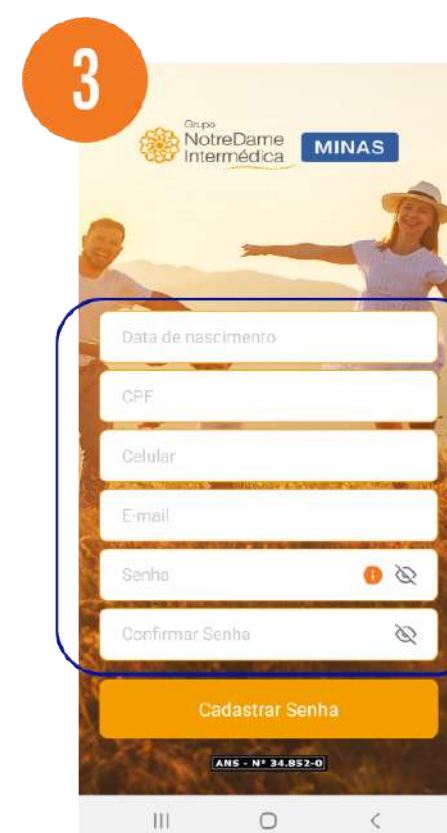 3
Grupo
NotreDame
Intermédica
MINAS
Data de nascimento
CPF
Celular
E-mail
Senha
Confirmar Senha
Cadastrar Senha
ANS - Nº 34.852-0